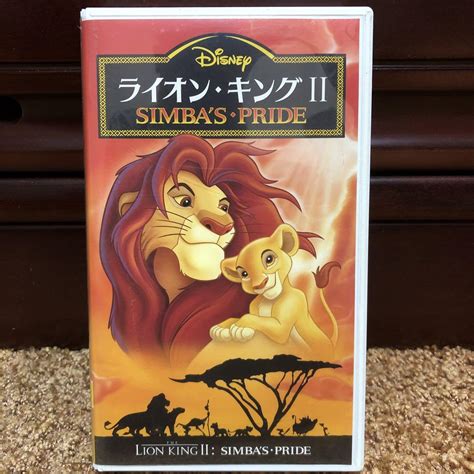 Disney
ライオン・キングII
SIMBA'S・PRIDE
THE
LION KING II: SIMBA'S・PRIDE